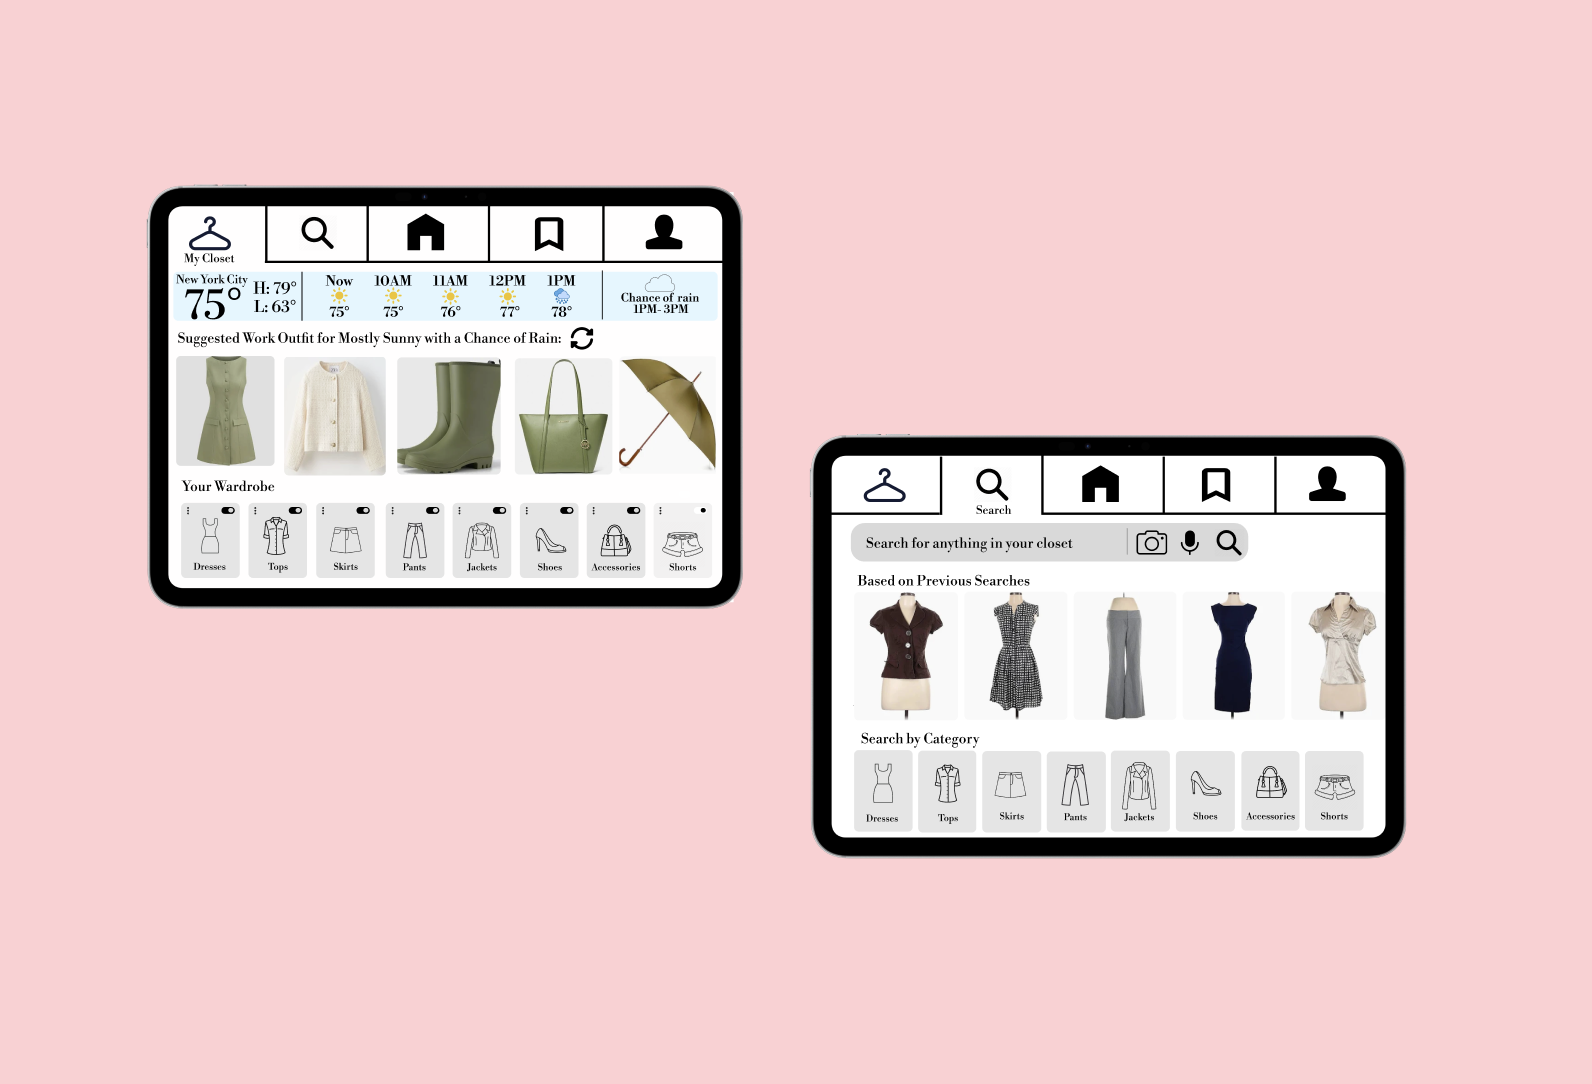 My Closet
New York City
75°
H: 79°
L: 63°
Now 10AM 11AM 12PM 1PM
75° 75° 76° 77° 78°
Chance of rain
1PM- 3PM
Suggested Work Outfit for Mostly Sunny with a Chance of Rain:
Your Wardrobe
Dresses Tops Skirts Pants Jackets Shoes Accessories Shorts
Search
Search for anything in your closet
Based on Previous Searches
Search by Category
Dresses Tops Skirts Pants Jackets Shoes Accessories Shorts